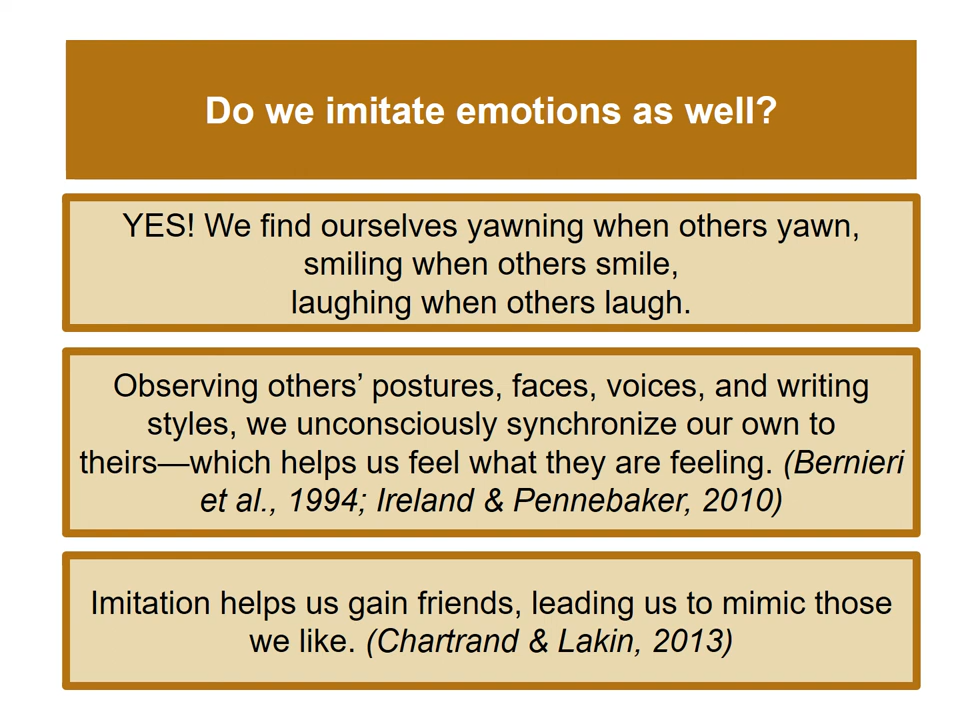 Do we imitate emotions as well?
YES! We find ourselves yawning when others yawn,
smiling when others smile,
laughing when others laugh.
Observing others’ postures, faces, voices, and writing
styles, we unconsciously synchronize our own to
theirs—which helps us feel what they are feeling. (Bernieri
et al., 1994; Ireland & Pennebaker, 2010)
Imitation helps us gain friends, leading us to mimic those
we like. (Chartrand & Lakin, 2013)